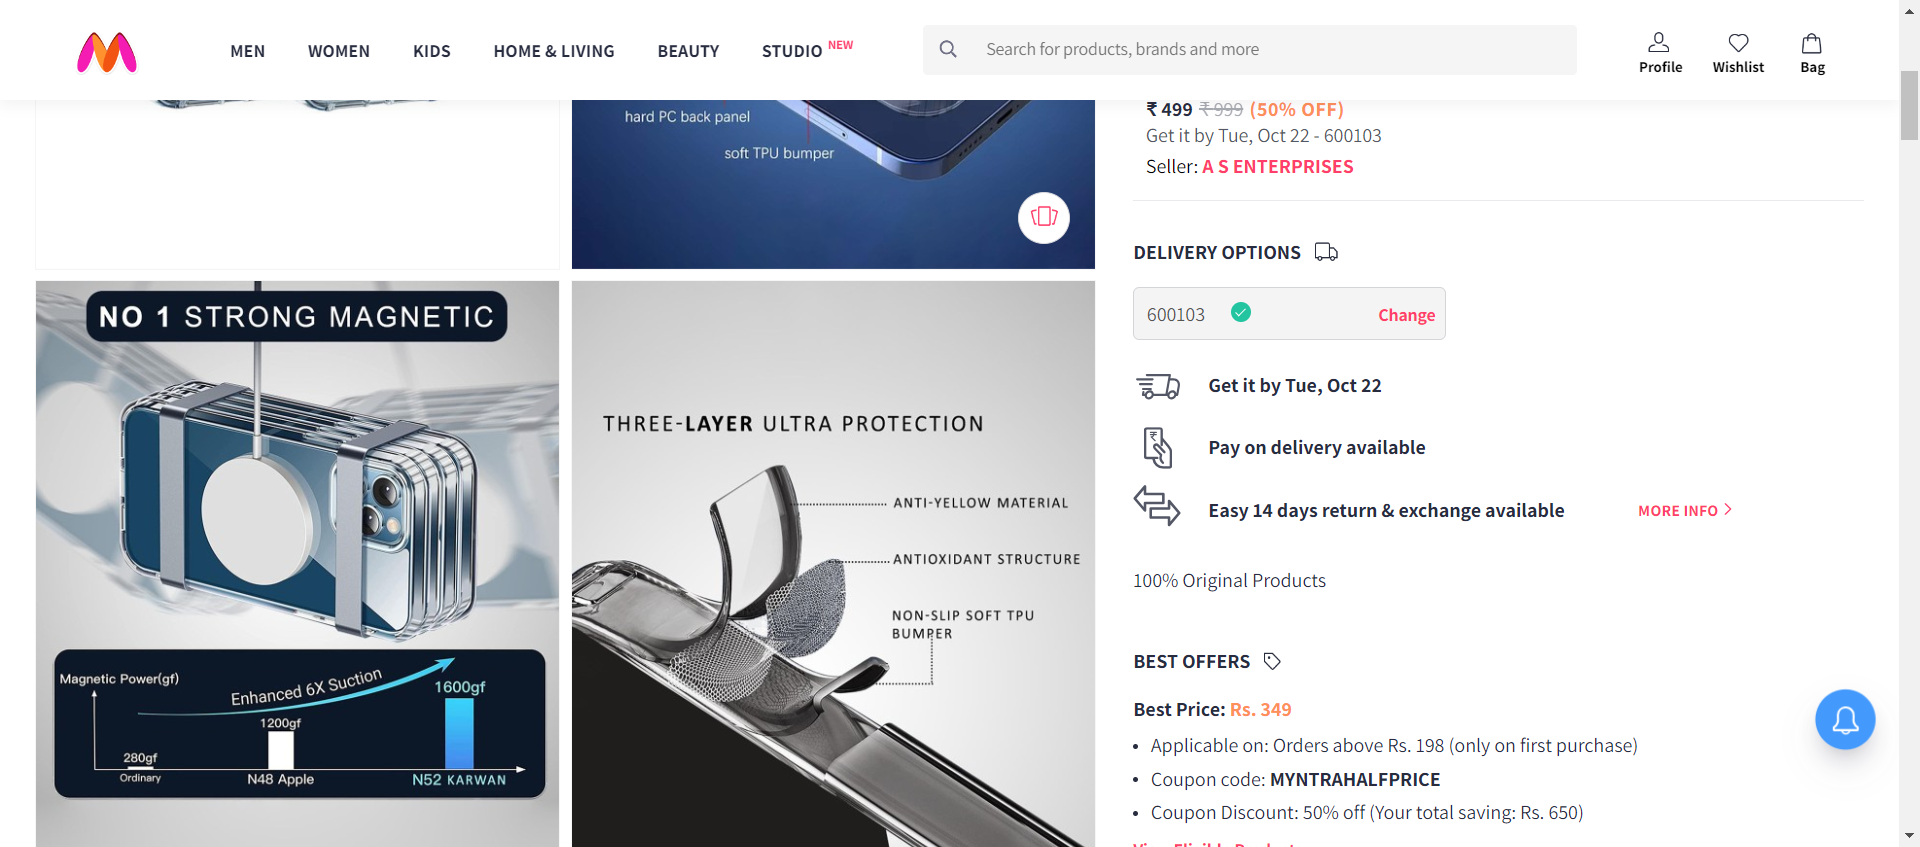 MEN WOMEN KIDS HOME & LIVING BEAUTY STUDIO NEW Search for products, brands and more Profile Wishlist Bag
hard PC back panel
soft TPU bumper
₹ 499 ₹ 999 (50% OFF)
Get it by Tue, Oct 22 - 600103
Seller: A S ENTERPRISES
NO 1 STRONG MAGNETIC
Magnetic Power(gf)
Enhanced 6X Suction
1600gf
1200gf
280gf
Ordinary
N48 Apple
N52 KARWAN
THREE-LAYER ULTRA PROTECTION
ANTI-YELLOW MATERIAL
ANTIOXIDANT STRUCTURE
NON-SLIP SOFT TPU
BUMPER
DELIVERY OPTIONS
600103 Change
Get it by Tue, Oct 22
Pay on delivery available
Easy 14 days return & exchange available MORE INFO
100% Original Products
BEST OFFERS
Best Price: Rs. 349
• Applicable on: Orders above Rs. 198 (only on first purchase)
• Coupon code: MYNTRAHALFPRICE
• Coupon Discount: 50% off (Your total saving: Rs. 650)